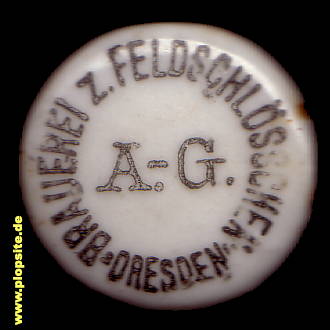 BRAUEREI Z. FELDSCHLÖSSCHEN
A.-G.
DRESDEN
www.plopsite.de